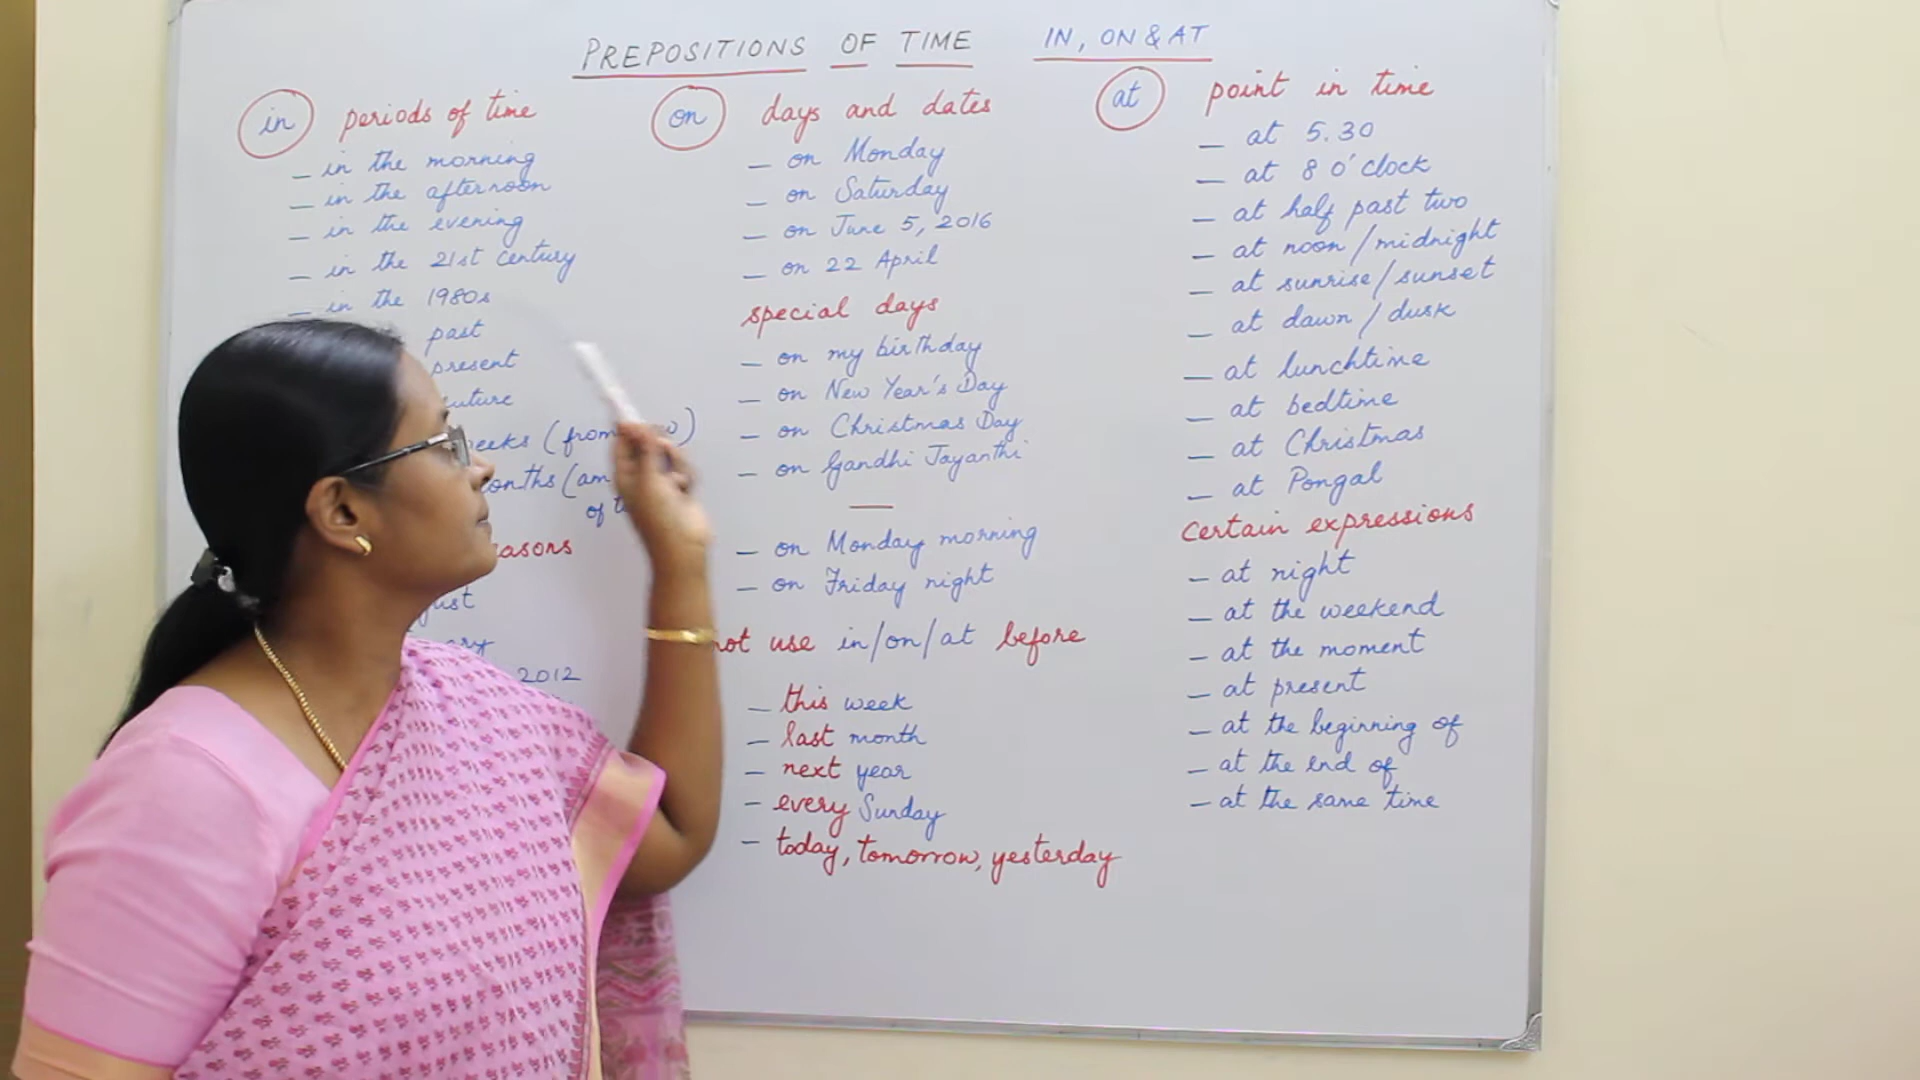 PREPOSITIONS OF TIME IN, ON & AT
in periods of time
_ in the morning
_ in the afternoon
_ in the evening
_ in the 21st century
_ in the 1980s
past
present
(from
of
2012
on days and dates
_ on Monday
_ on Saturday
_ on June 5, 2016
_ on 22 April
special days
_ on my birthday
_ on New Year's Day
_ on Christmas Day
_ on Gandhi Jayanthi
_ on Monday morning
_ on Friday night
not use in/on/at before
_ this week
_ last month
_ next year
_ every Sunday
_ today, tomorrow, yesterday
at point in time
_ at 5.30
_ at 8 o'clock
_ at half past two
_ at noon/midnight
_ at sunrise/sunset
_ at dawn/dusk
_ at lunchtime
_ at bedtime
_ at Christmas
_ at Pongal
certain expressions
_ at night
_ at the weekend
_ at the moment
_ at present
_ at the beginning of
_ at the end of
_ at the same time